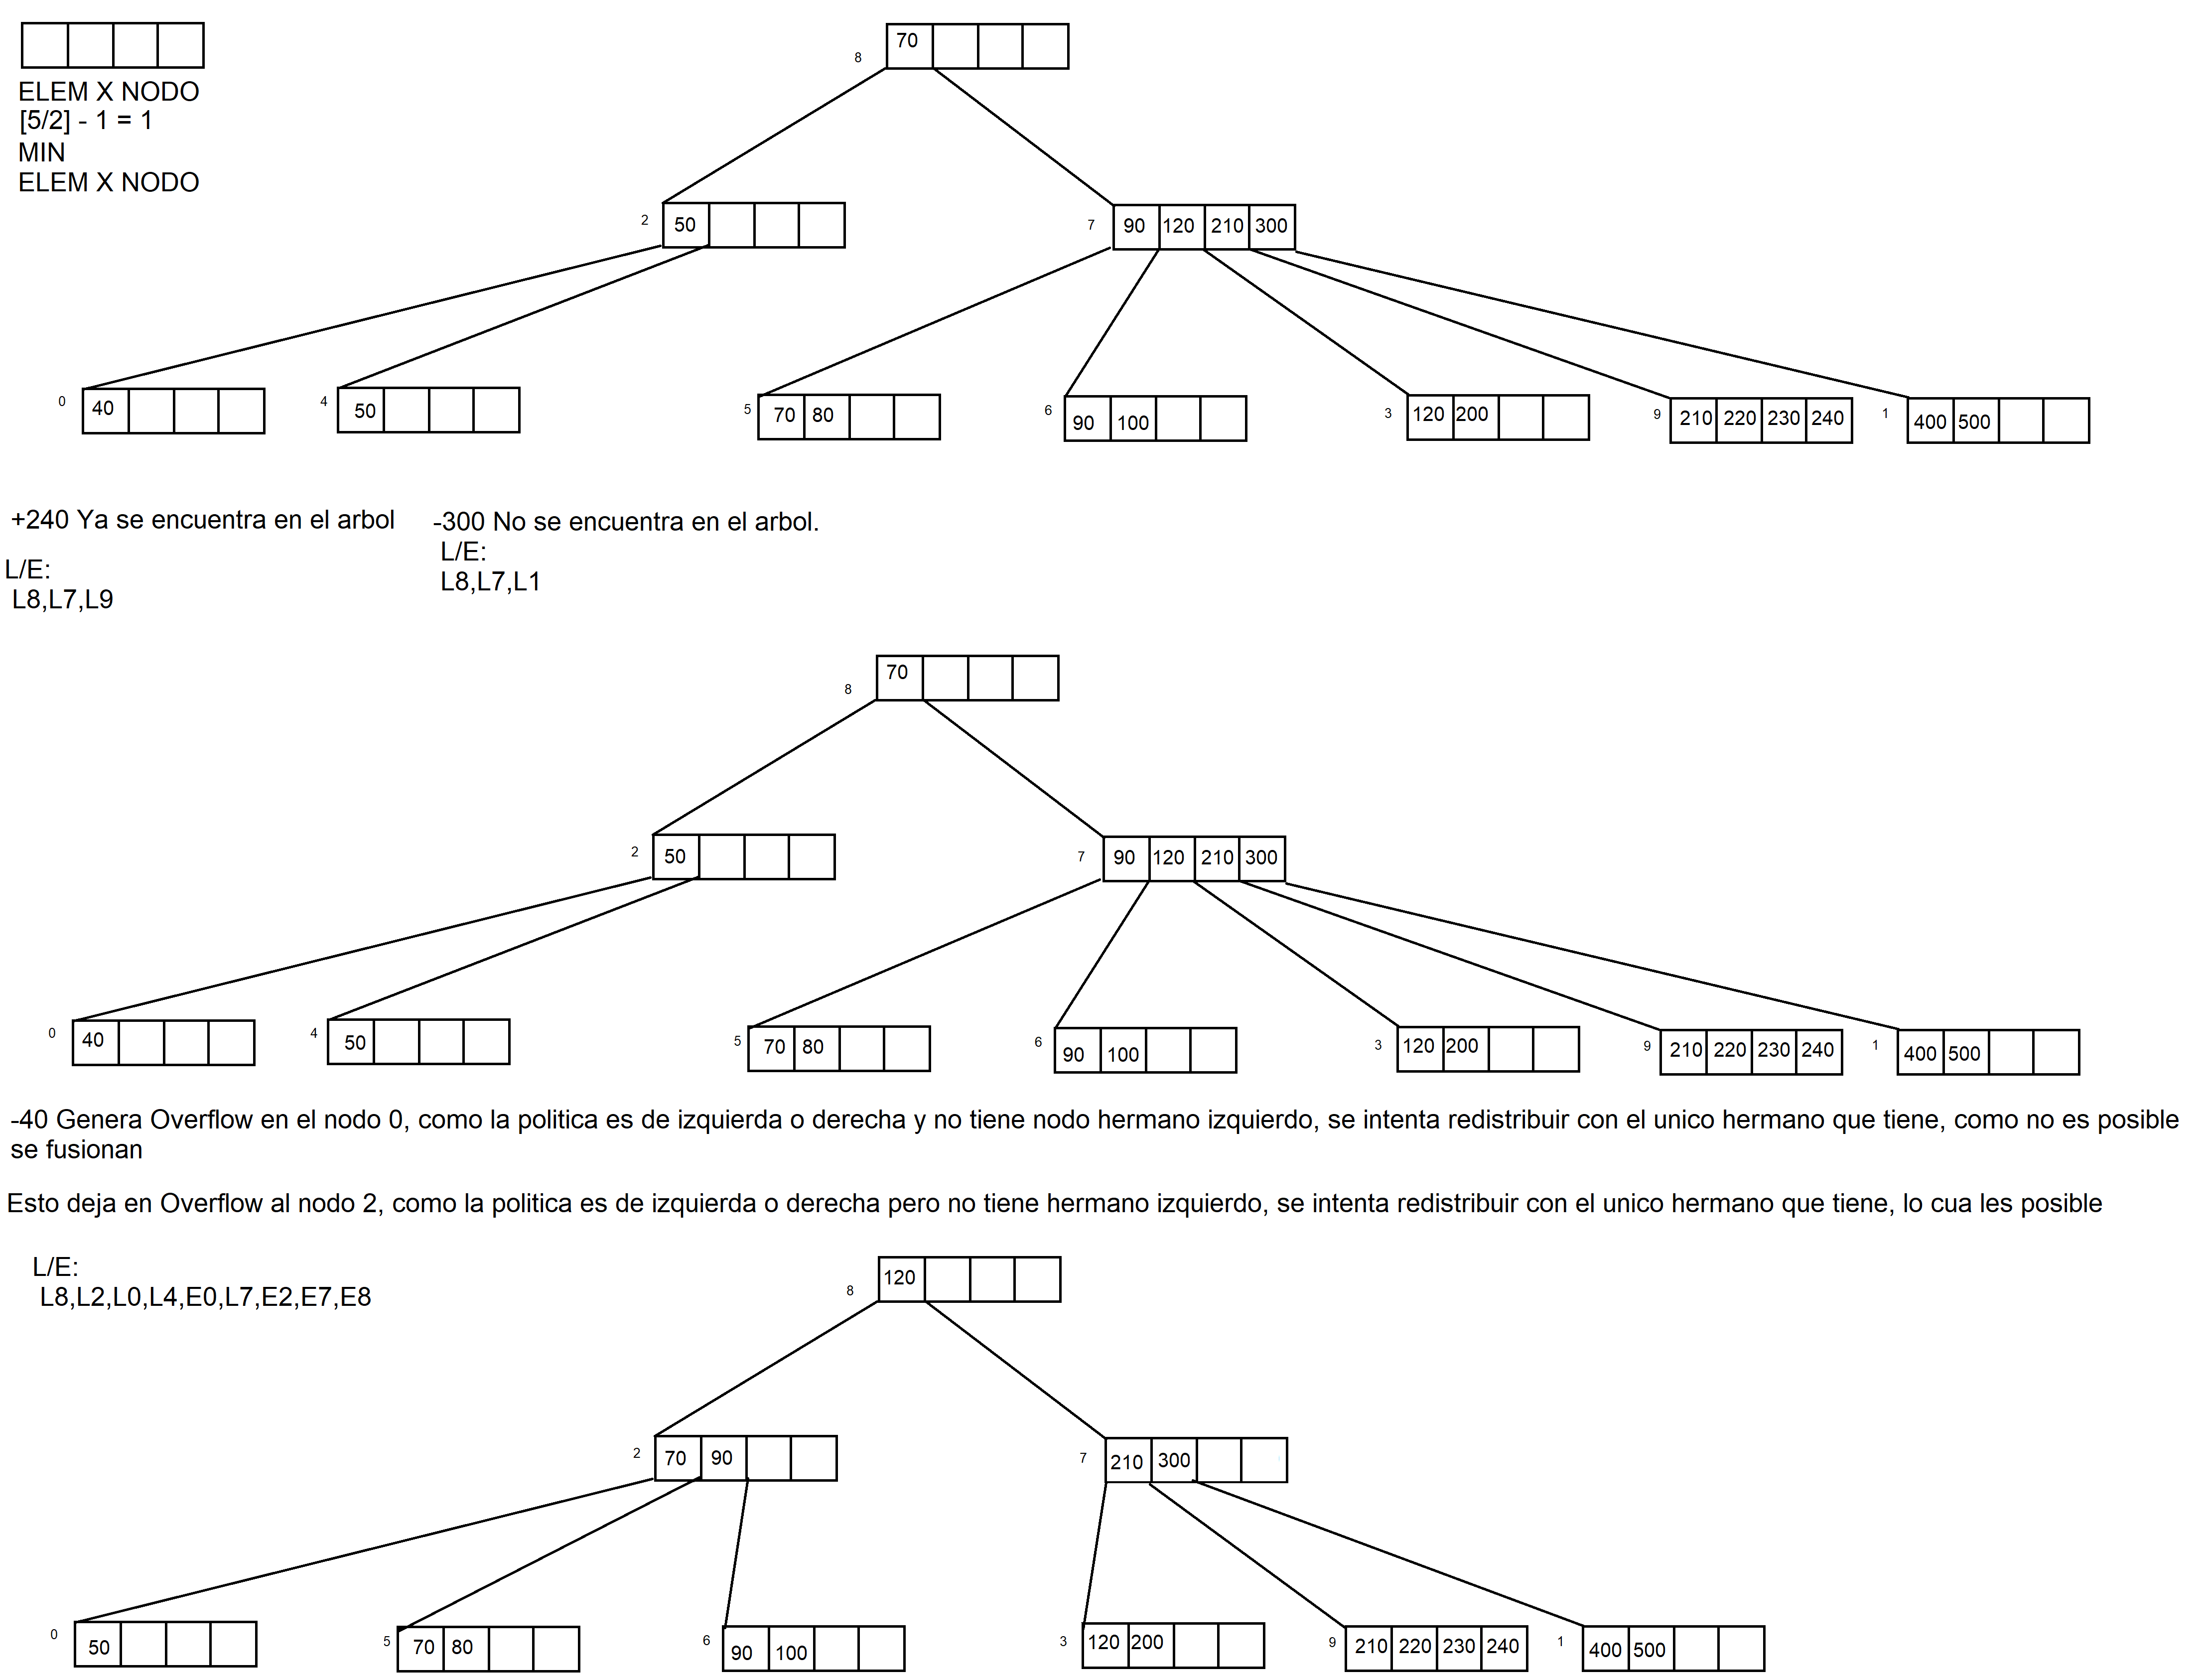 70
8
ELEM X NODO
[5/2] - 1 = 1
MIN
ELEM X NODO
2
50
7
90 120 210 300
0
40
4
50
5
70 80
6
90 100
3
120 200
9
210 220 230 240
1
400 500
+240 Ya se encuentra en el arbol
L/E:
L8,L7,L9
-300 No se encuentra en el arbol.
L/E:
L8,L7,L1
70
8
2
50
7
90 120 210 300
0
40
4
50
5
70 80
6
90 100
3
120 200
9
210 220 230 240
1
400 500
-40 Genera Overflow en el nodo 0, como la politica es de izquierda o derecha y no tiene nodo hermano izquierdo, se intenta redistribuir con el unico hermano que tiene, como no es posible
se fusionan
Esto deja en Overflow al nodo 2, como la politica es de izquierda o derecha pero no tiene hermano izquierdo, se intenta redistribuir con el unico hermano que tiene, lo cua les posible
L/E:
L8,L2,L0,L4,E0,L7,E2,E7,E8
120
8
2
70 90
7
210 300
0
50
5
70 80
6
90 100
3
120 200
9
210 220 230 240
1
400 500